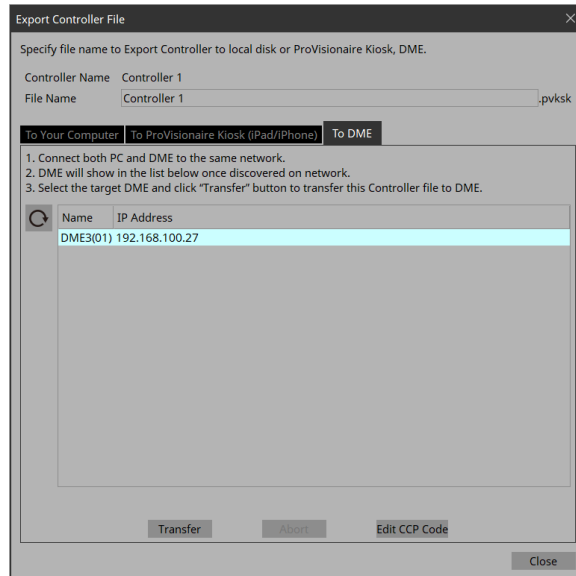 Export Controller File
Specify file name to Export Controller to local disk or ProVisionaire Kiosk, DME.
Controller Name Controller 1
File Name Controller 1 .pvksk
To Your Computer To ProVisionaire Kiosk (iPad/iPhone) To DME
1. Connect both PC and DME to the same network.
2. DME will show in the list below once discovered on network.
3. Select the target DME and click “Transfer” button to transfer this Controller file to DME.
Name IP Address
DME3(01) 192.168.100.27
Transfer Abort Edit CCP Code
Close